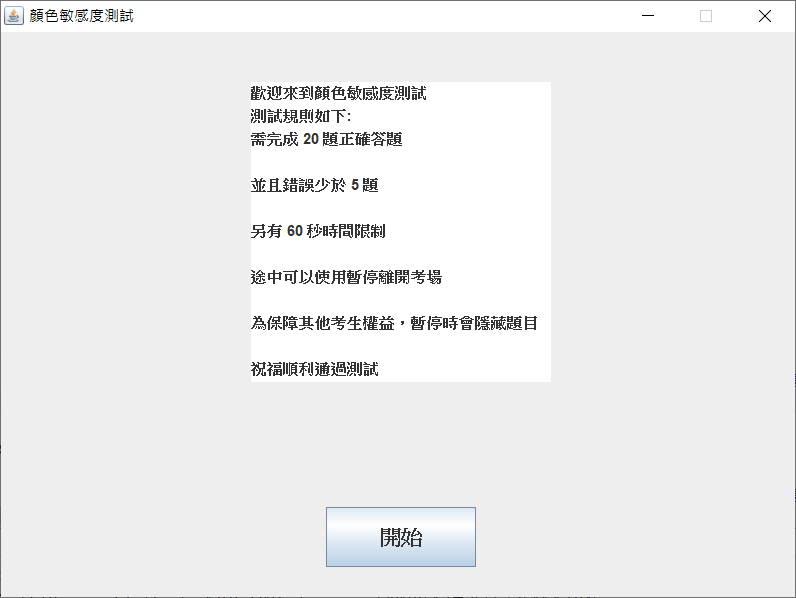 顏色敏感度測試
歡迎來到顏色敏感度測試
測試規則如下:
需完成 20 題正確答題
並且錯誤少於 5 題
另有 60 秒時間限制
途中可以使用暫停離開考場
為保障其他考生權益，暫停時會隱藏題目
祝福順利通過測試
開始